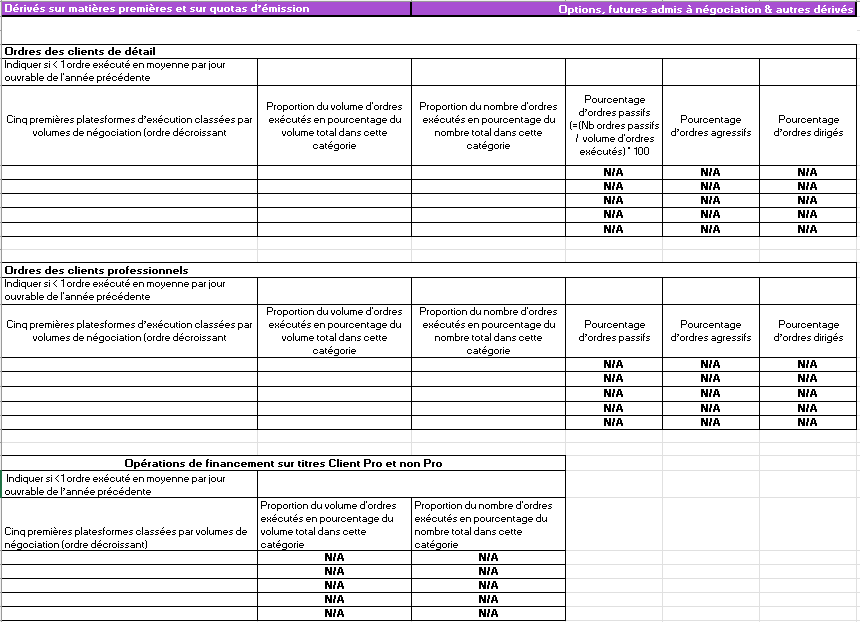 Dérivés sur matières premières et sur quotas d'émission Options, futures admis à négociation & autres dérivés
Ordres des clients de détail
Indiquer si < 1 ordre exécuté en moyenne par jour
ouvrable de l'année précédente
Cinq premières platesformes d'exécution classées par
volumes de négociation (ordre décroissant
Proportion du volume d'ordres
exécutés en pourcentage du
volume total dans cette
catégorie
Proportion du nombre d'ordres
exécutés en pourcentage du
nombre total dans cette
catégorie
Pourcentage
d'ordres passifs
(=(Nb ordres passifs
/ volume d'ordres
exécutés) * 100
Pourcentage
d'ordres agressifs
Pourcentage
d'ordres dirigés
N/A N/A N/A
N/A N/A N/A
N/A N/A N/A
N/A N/A N/A
N/A N/A N/A
Ordres des clients professionnels
Indiquer si < 1 ordre exécuté en moyenne par jour
ouvrable de l'année précédente
Cinq premières platesformes d'exécution classées par
volumes de négociation (ordre décroissant
Proportion du volume d'ordres
exécutés en pourcentage du
volume total dans cette
catégorie
Proportion du nombre d'ordres
exécutés en pourcentage du
nombre total dans cette
catégorie
Pourcentage
d'ordres passifs
Pourcentage
d'ordres agressifs
Pourcentage
d'ordres dirigés
N/A N/A N/A
N/A N/A N/A
N/A N/A N/A
N/A N/A N/A
N/A N/A N/A
Opérations de financement sur titres Client Pro et non Pro
Indiquer si <1 ordre exécuté en moyenne par jour
ouvrable de l'année précédente
Cinq premières platesformes classées par volumes de
négociation (ordre décroissant)
Proportion du volume d'ordres
exécutés en pourcentage du
volume total dans cette
catégorie
Proportion du nombre d'ordres
exécutés en pourcentage du
nombre total dans cette
catégorie
N/A N/A
N/A N/A
N/A N/A
N/A N/A
N/A N/A